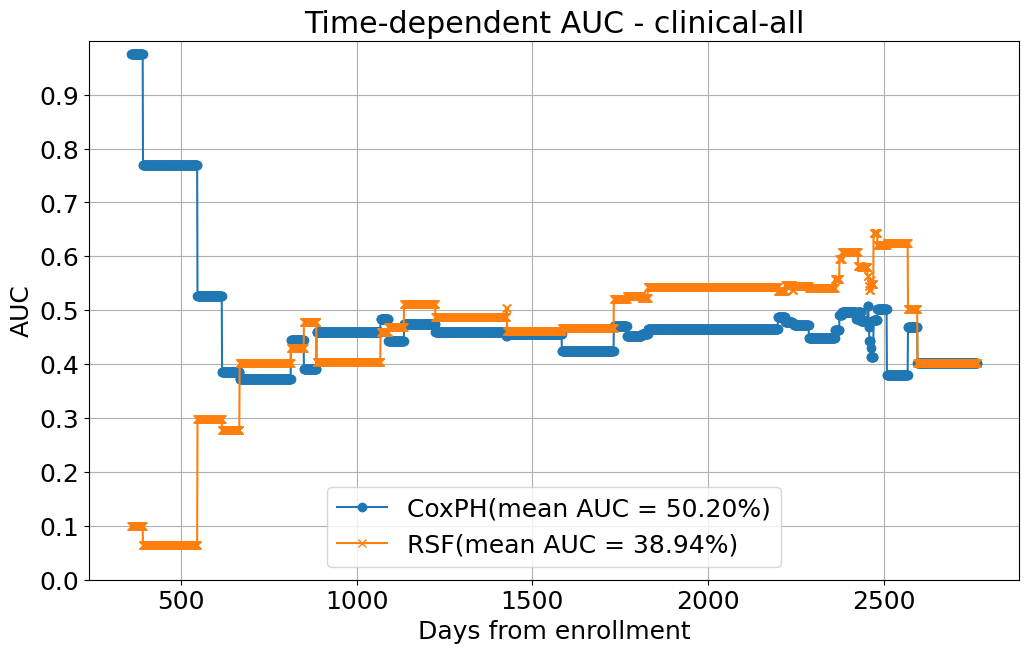 Time-dependent AUC - clinical-all
AUC
0.9
0.8
0.7
0.6
0.5
0.4
0.3
0.2
0.1
0.0
CoxPH(mean AUC = 50.20%)
RSF(mean AUC = 38.94%)
500 1000 1500 2000 2500
Days from enrollment